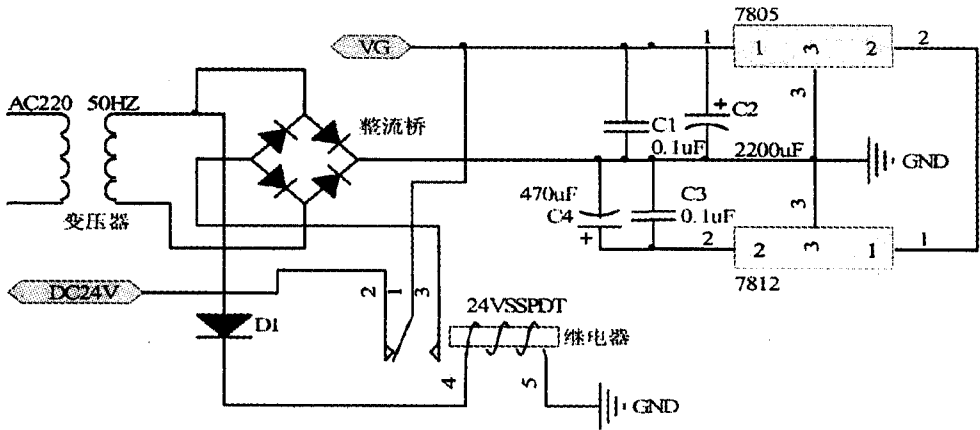 7805
VG
1
1 3 2
2
AC220 50HZ
整流桥
3
C1
0.1uF
+
C2
2200uF
GND
变压器
470uF
C4
+
C3
0.1uF
3
2
2 3 1
1
7812
DC24V
D1
2
1
3
24VSSPDT
继电器
4
5
GND